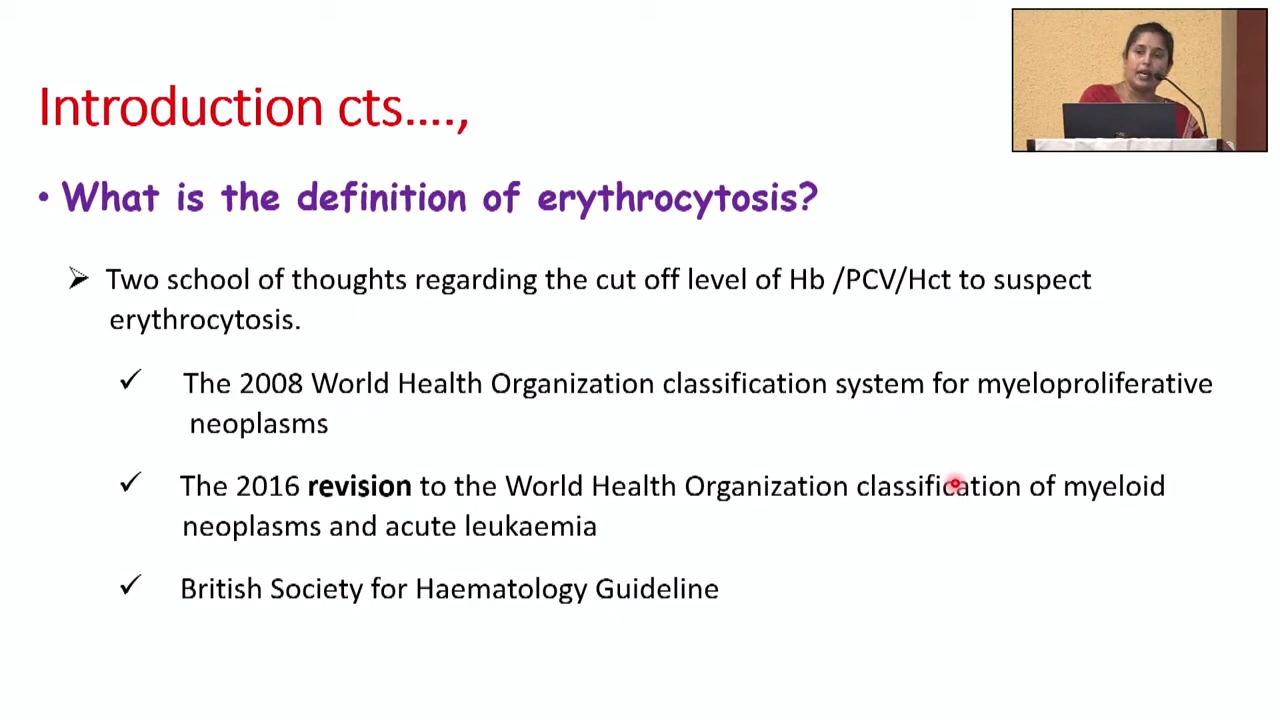 Introduction cts….,
• What is the definition of erythrocytosis?
➢ Two school of thoughts regarding the cut off level of Hb /PCV/Hct to suspect
erythrocytosis.
✓ The 2008 World Health Organization classification system for myeloproliferative
neoplasms
✓ The 2016 revision to the World Health Organization classification of myeloid
neoplasms and acute leukaemia
✓ British Society for Haematology Guideline